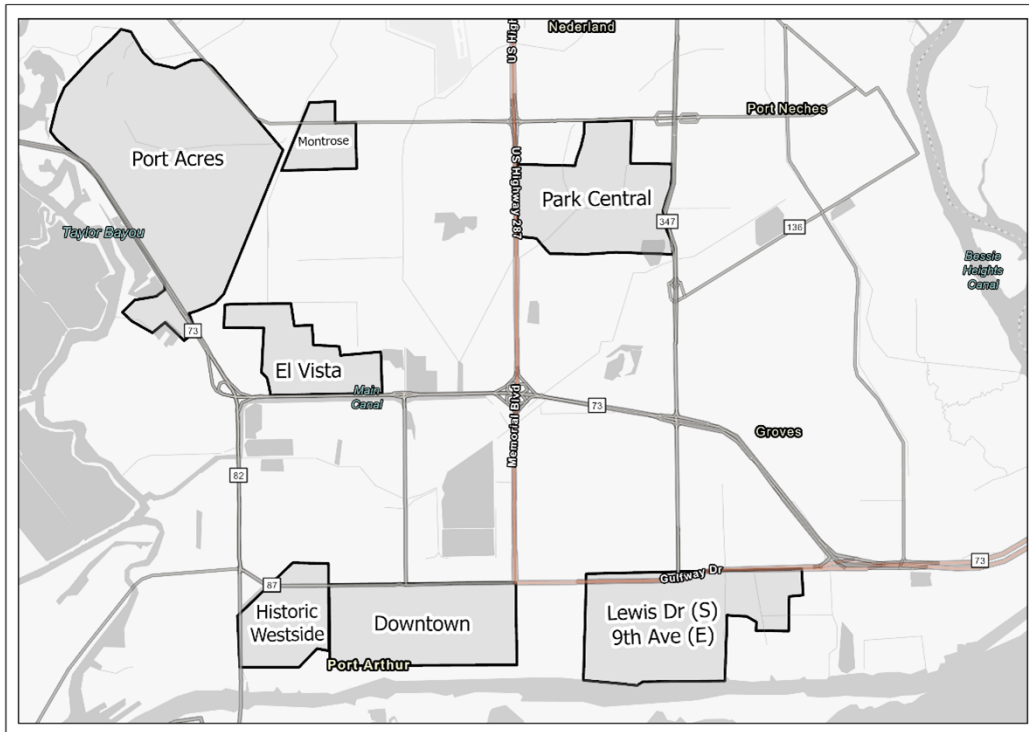 US High
Nederland
Port Neches
Montrose
Port Acres
US Highway 287
Park Central
347
136
Taylor Bayou
Bessie
Heights
Canal
73
El Vista
Main
Canal
73
Memorial Blvd
Groves
82
73
Gulfway Dr
87
Historic
Westside
Downtown
Lewis Dr (S)
9th Ave (E)
Port Arthur